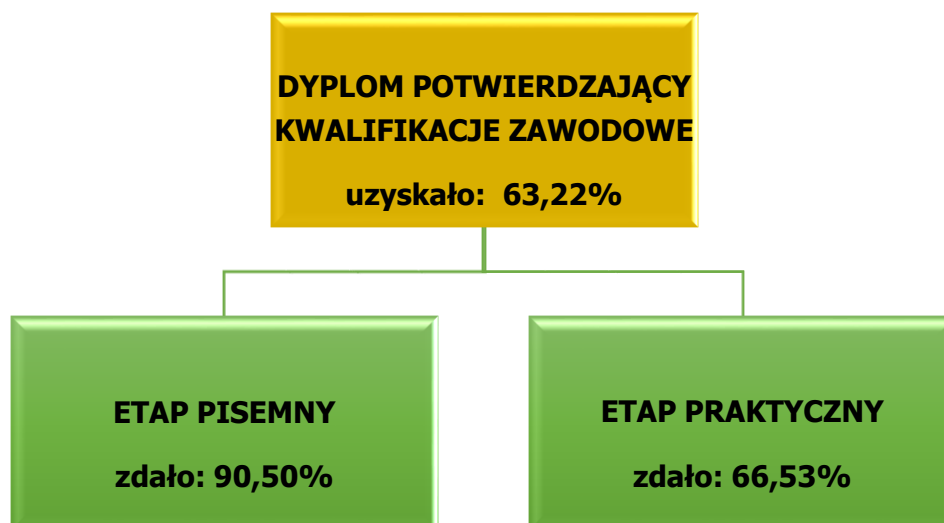 DYPLOM POTWIERDZAJĄCY
KWALIFIKACJE ZAWODOWE
uzyskało: 63,22%
ETAP PISEMNY
zdało: 90,50%
ETAP PRAKTYCZNY
zdało: 66,53%